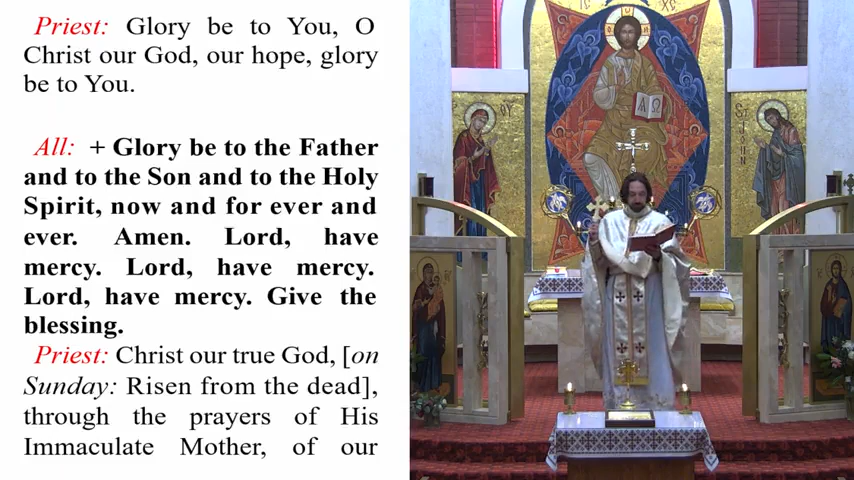 Priest: Glory be to You, O
Christ our God, our hope, glory
be to You.
All: + Glory be to the Father
and to the Son and to the Holy
Spirit, now and for ever and
ever. Amen. Lord, have
mercy. Lord, have mercy.
Lord, have mercy. Give the
blessing.
Priest: Christ our true God, [on
Sunday: Risen from the dead],
through the prayers of His
Immaculate Mother, of our
IC XC
Α Ω